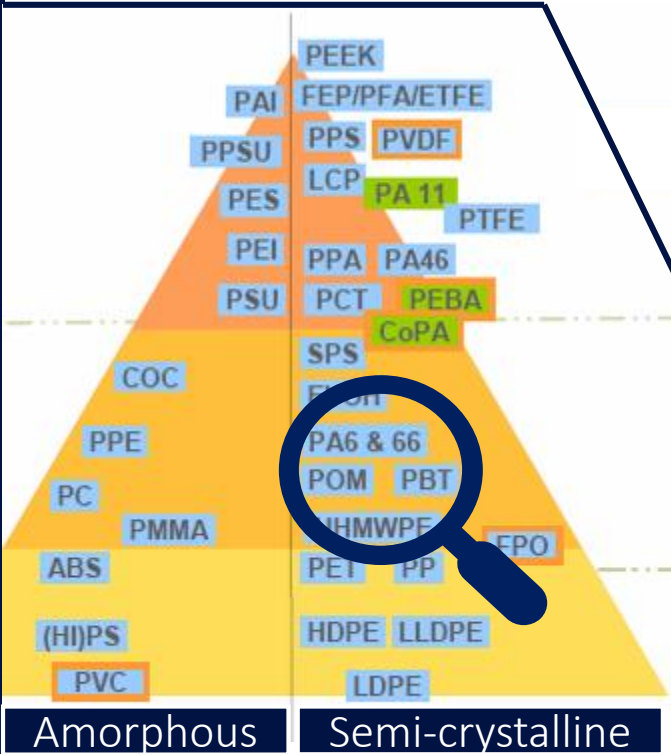 PEEK
PAI FEP/PFA/ETFE
PPSU PPS PVDF
LCP PA 11
PES PTFE
PEI PPA PA46
PSU PCT PEBA
CoPA
SPS
COC
PPE PA6 & 66
PC POM PBT
PMMA
ABS PET PP
(HI)PS HDPE LLDPE
PVC LDPE
Amorphous Semi-crystalline